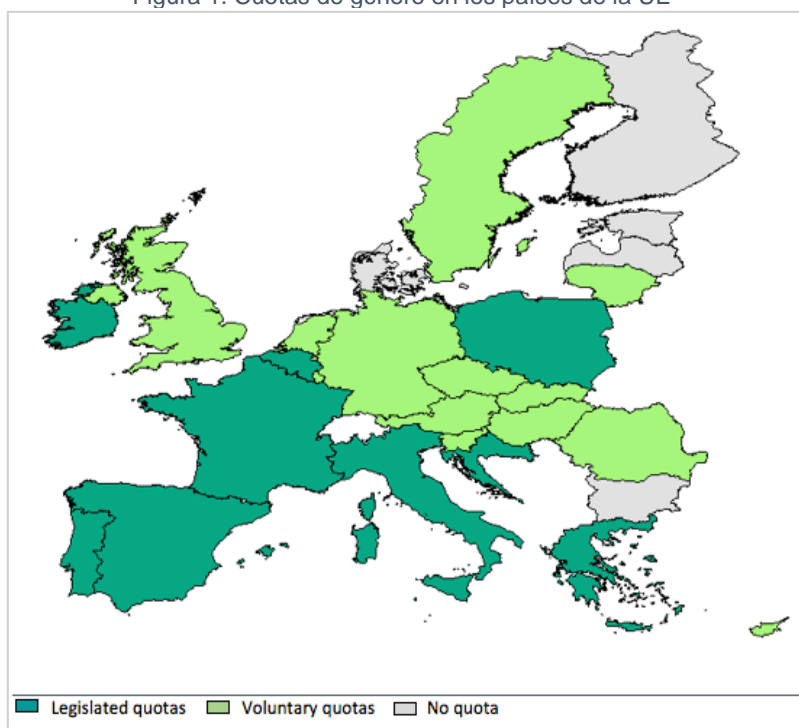 Figura 1. Cuotas de género en los países de la UE
Legislated quotas Voluntary quotas No quota